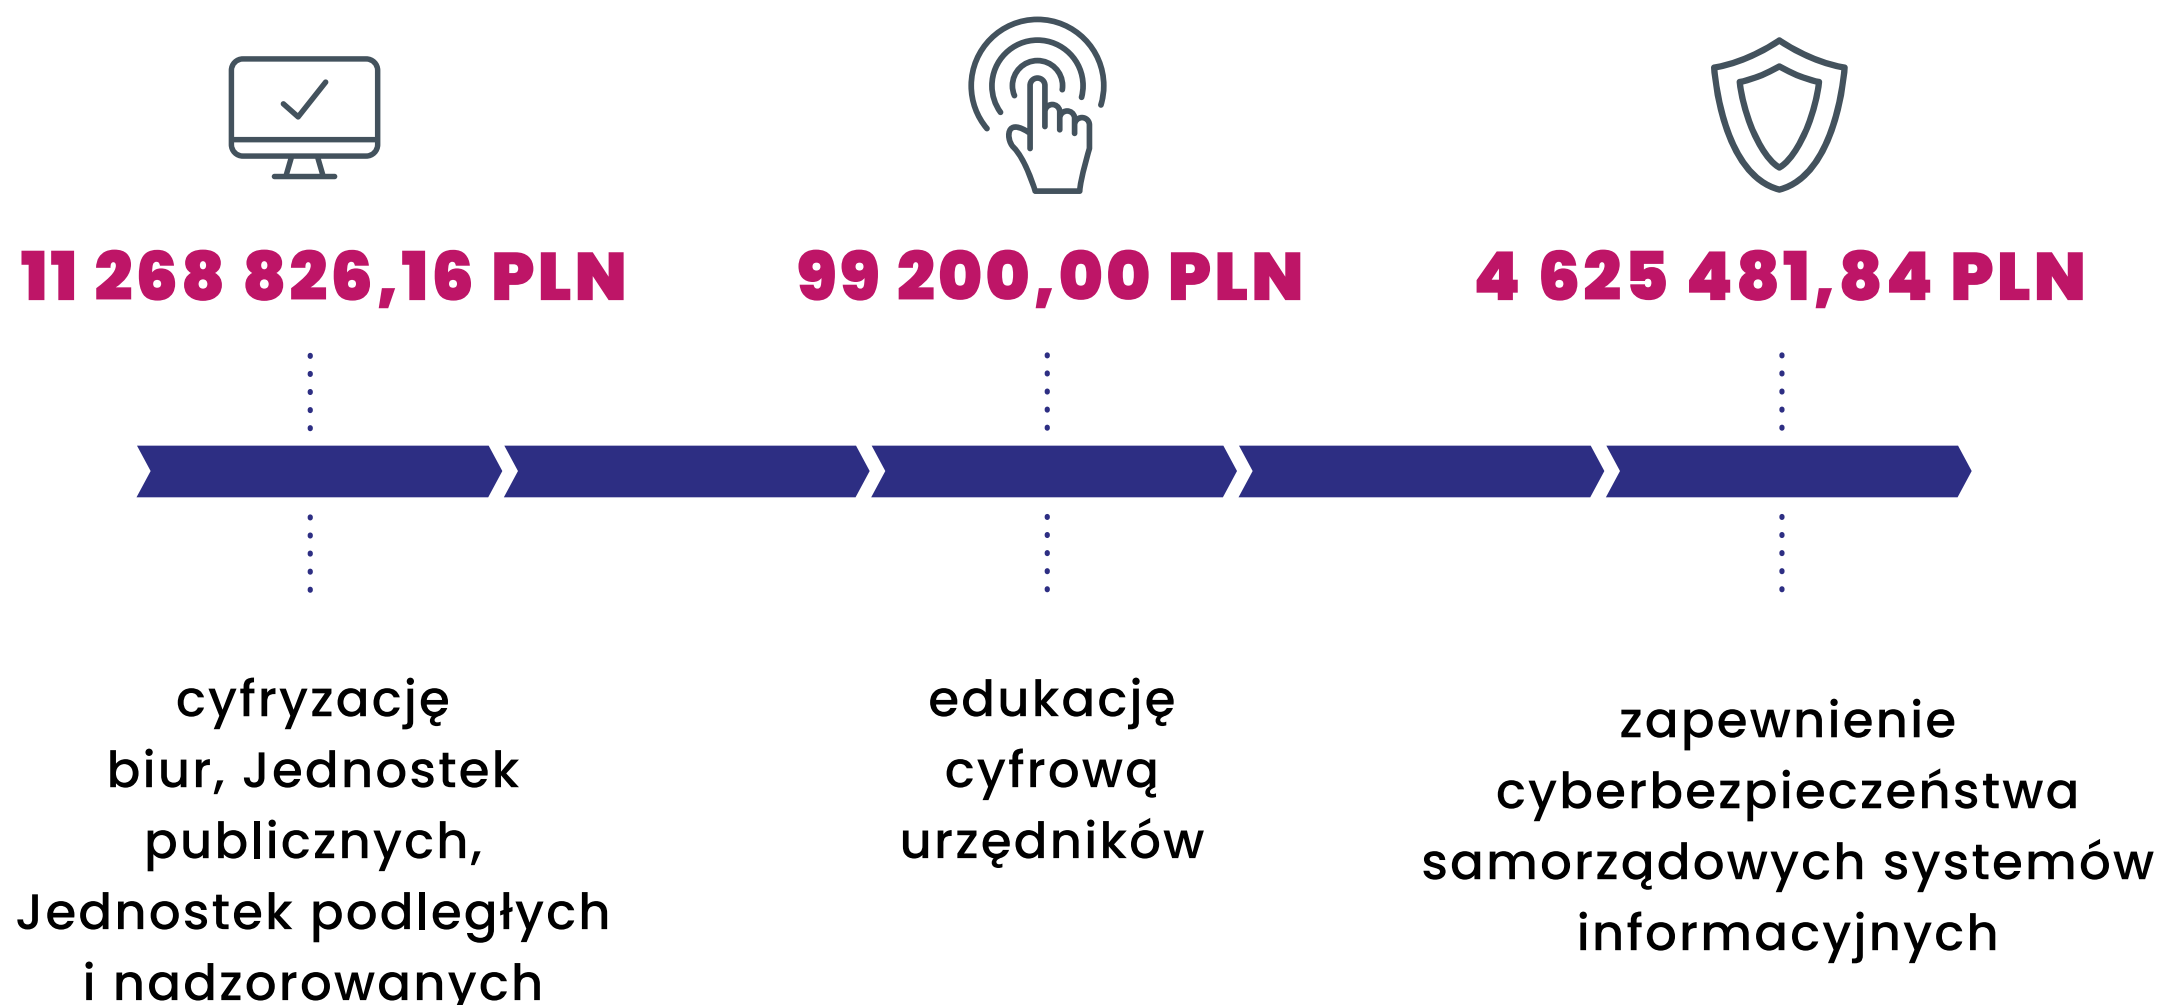 11 268 826,16 PLN
99 200,00 PLN
4 625 481,84 PLN
cyfryzację
biur, Jednostek
publicznych,
Jednostek podległych
i nadzorowanych
edukację
cyfrową
urzędników
zapewnienie
cyberbezpieczeństwa
samorządowych systemów
informacyjnych